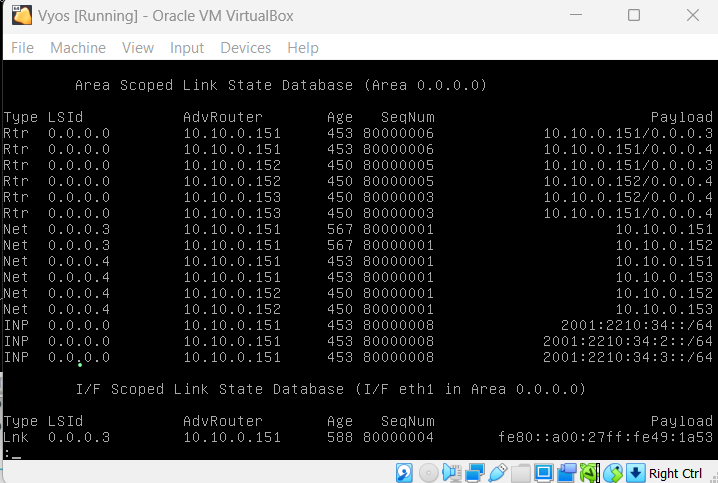 Vyos [Running] - Oracle VM VirtualBox
File Machine View Input Devices Help
Area Scoped Link State Database (Area 0.0.0.0)
Type LSId AdvRouter Age SeqNum Payload
Rtr 0.0.0.0 10.10.0.151 453 80000006 10.10.0.151/0.0.0.3
Rtr 0.0.0.0 10.10.0.151 453 80000006 10.10.0.151/0.0.0.4
Rtr 0.0.0.0 10.10.0.152 450 80000005 10.10.0.151/0.0.0.3
Rtr 0.0.0.0 10.10.0.152 450 80000005 10.10.0.152/0.0.0.4
Rtr 0.0.0.0 10.10.0.153 450 80000003 10.10.0.152/0.0.0.4
Rtr 0.0.0.0 10.10.0.153 450 80000003 10.10.0.151/0.0.0.4
Net 0.0.0.3 10.10.0.151 567 80000001 10.10.0.151
Net 0.0.0.3 10.10.0.151 567 80000001 10.10.0.152
Net 0.0.0.4 10.10.0.151 453 80000001 10.10.0.151
Net 0.0.0.4 10.10.0.151 453 80000001 10.10.0.153
Net 0.0.0.4 10.10.0.152 450 80000001 10.10.0.152
Net 0.0.0.4 10.10.0.152 450 80000001 10.10.0.153
INP 0.0.0.0 10.10.0.151 453 80000008 2001:2210:34::/64
INP 0.0.0.0 10.10.0.151 453 80000008 2001:2210:34:2::/64
INP 0.0.0.0 10.10.0.151 453 80000008 2001:2210:34:3::/64
I/F Scoped Link State Database (I/F eth1 in Area 0.0.0.0)
Type LSId AdvRouter Age SeqNum Payload
Lnk 0.0.0.3 10.10.0.151 588 80000004 fe80::a00:27ff:fe49:1a53
:_
Right Ctrl